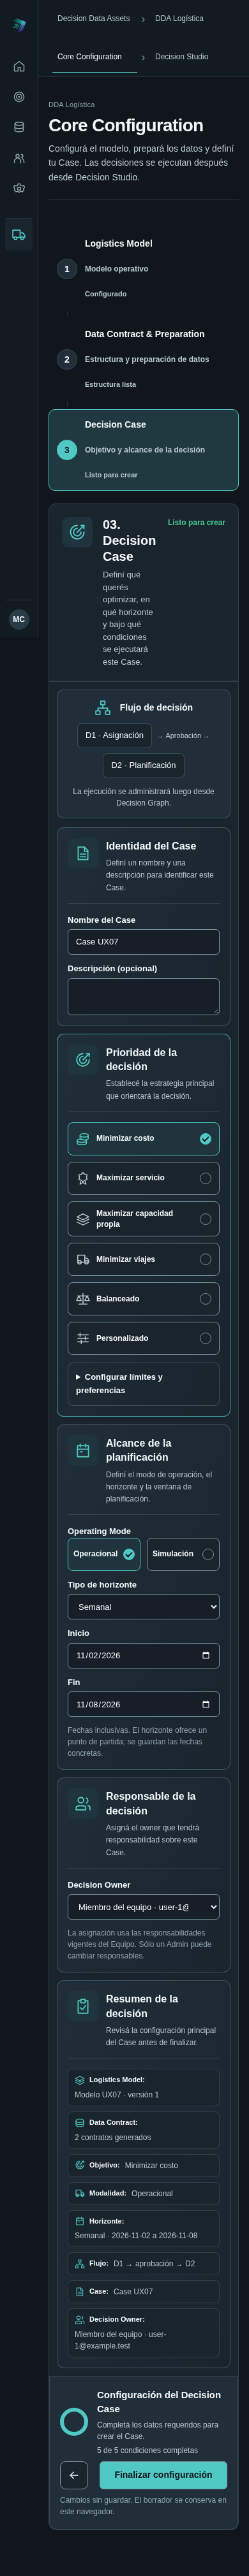 Decision Data Assets › DDA Logística
Core Configuration › Decision Studio
DDA Logística
Core Configuration
Configurá el modelo, prepará los datos y definí
tu Case. Las decisiones se ejecutan después
desde Decision Studio.
Logistics Model
1 Modelo operativo
Configurado
Data Contract & Preparation
2 Estructura y preparación de datos
Estructura lista
Decision Case
3 Objetivo y alcance de la decisión
Listo para crear
03.
Decision
Case
Listo para crear
Definí qué
querés
optimizar, en
qué horizonte
y bajo qué
condiciones
se ejecutará
este Case.
MC
Flujo de decisión
D1 · Asignación → Aprobación →
D2 · Planificación
La ejecución se administrará luego desde
Decision Graph.
Identidad del Case
Definí un nombre y una
descripción para identificar este
Case.
Nombre del Case
Case UX07
Descripción (opcional)
Prioridad de la
decisión
Establecé la estrategia principal
que orientará la decisión.
Minimizar costo
Maximizar servicio
Maximizar capacidad
propia
Minimizar viajes
Balanceado
Personalizado
▶ Configurar límites y
preferencias
Alcance de la
planificación
Definí el modo de operación, el
horizonte y la ventana de
planificación.
Operating Mode
Operacional Simulación
Tipo de horizonte
Semanal
Inicio
11/02/2026
Fin
11/08/2026
Fechas inclusivas. El horizonte ofrece un
punto de partida; se guardan las fechas
concretas.
Responsable de la
decisión
Asigná el owner que tendrá
responsabilidad sobre este
Case.
Decision Owner
Miembro del equipo · user-1@
La asignación usa las responsabilidades
vigentes del Equipo. Sólo un Admin puede
cambiar responsables.
Resumen de la
decisión
Revisá la configuración principal
del Case antes de finalizar.
Logistics Model:
Modelo UX07 · versión 1
Data Contract:
2 contratos generados
Objetivo: Minimizar costo
Modalidad: Operacional
Horizonte:
Semanal · 2026-11-02 a 2026-11-08
Flujo: D1 → aprobación → D2
Case: Case UX07
Decision Owner:
Miembro del equipo · user-
1@example.test
Configuración del Decision
Case
Completá los datos requeridos para
crear el Case.
5 de 5 condiciones completas
← Finalizar configuración
Cambios sin guardar. El borrador se conserva en
este navegador.